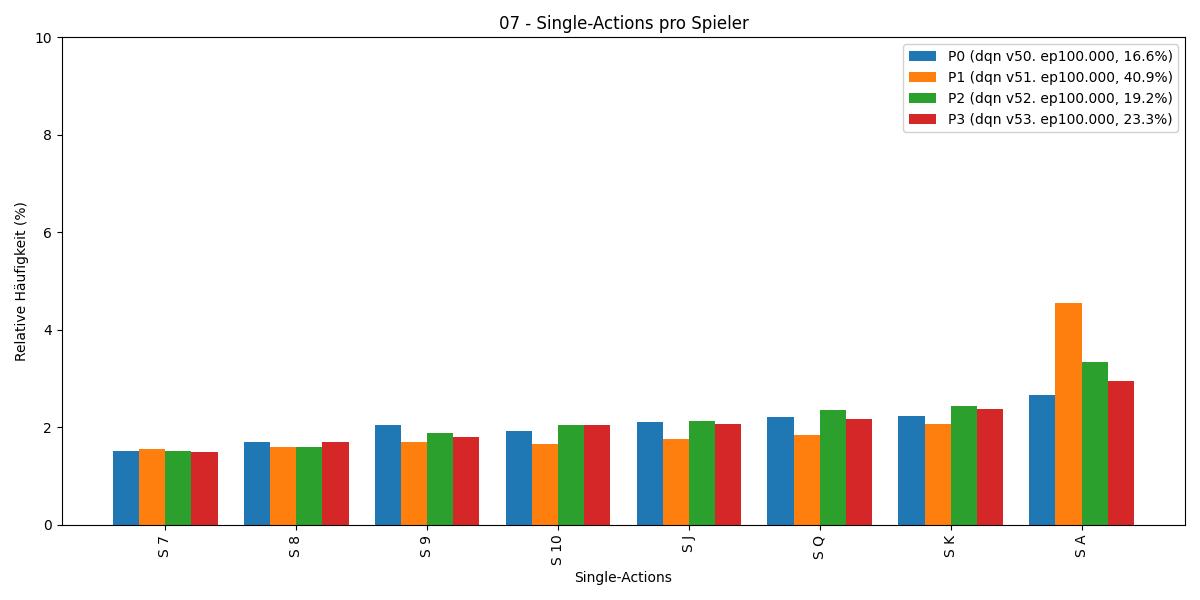 07 - Single-Actions pro Spieler
10
8
6
4
2
0
Relative Häufigkeit (%)
P0 (dqn v50. ep100.000, 16.6%)
P1 (dqn v51. ep100.000, 40.9%)
P2 (dqn v52. ep100.000, 19.2%)
P3 (dqn v53. ep100.000, 23.3%)
S 7
S 8
S 9
S 10
S J
S Q
S K
S A
Single-Actions